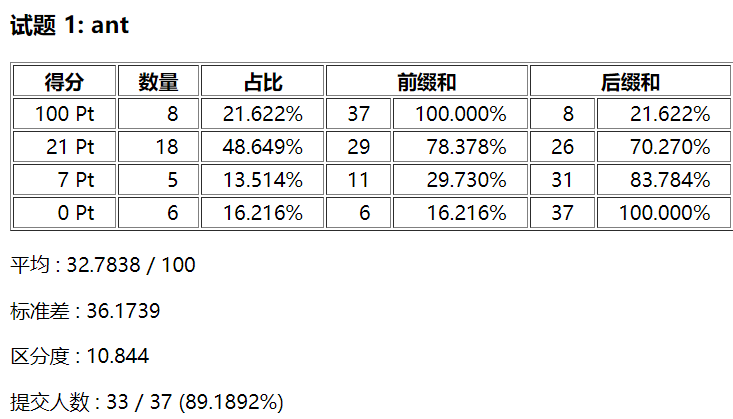 试题 1: ant
得分 数量 占比 前缀和 后缀和
100 Pt 8 21.622% 37 100.000% 8 21.622%
21 Pt 18 48.649% 29 78.378% 26 70.270%
7 Pt 5 13.514% 11 29.730% 31 83.784%
0 Pt 6 16.216% 6 16.216% 37 100.000%
平均 : 32.7838 / 100
标准差 : 36.1739
区分度 : 10.844
提交人数 : 33 / 37 (89.1892%)